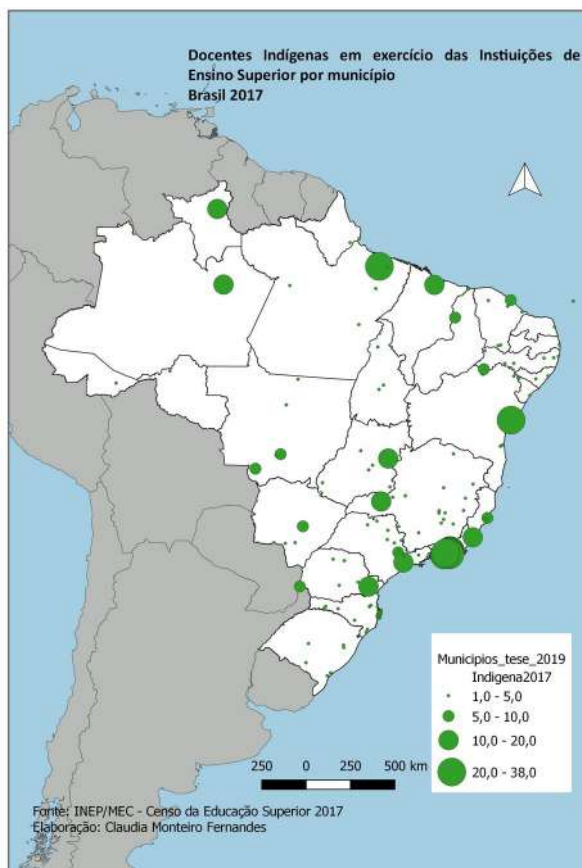 Docentes Indígenas em exercício das Instiuições de
Ensino Superior por município
Brasil 2017
Municipios_tese_2019
Indigena2017
1,0 - 5,0
5,0 - 10,0
10,0 - 20,0
20,0 - 38,0
250 0 250 500 km
Fonte: INEP/MEC - Censo da Educação Superior 2017
Elaboração: Claudia Monteiro Fernandes